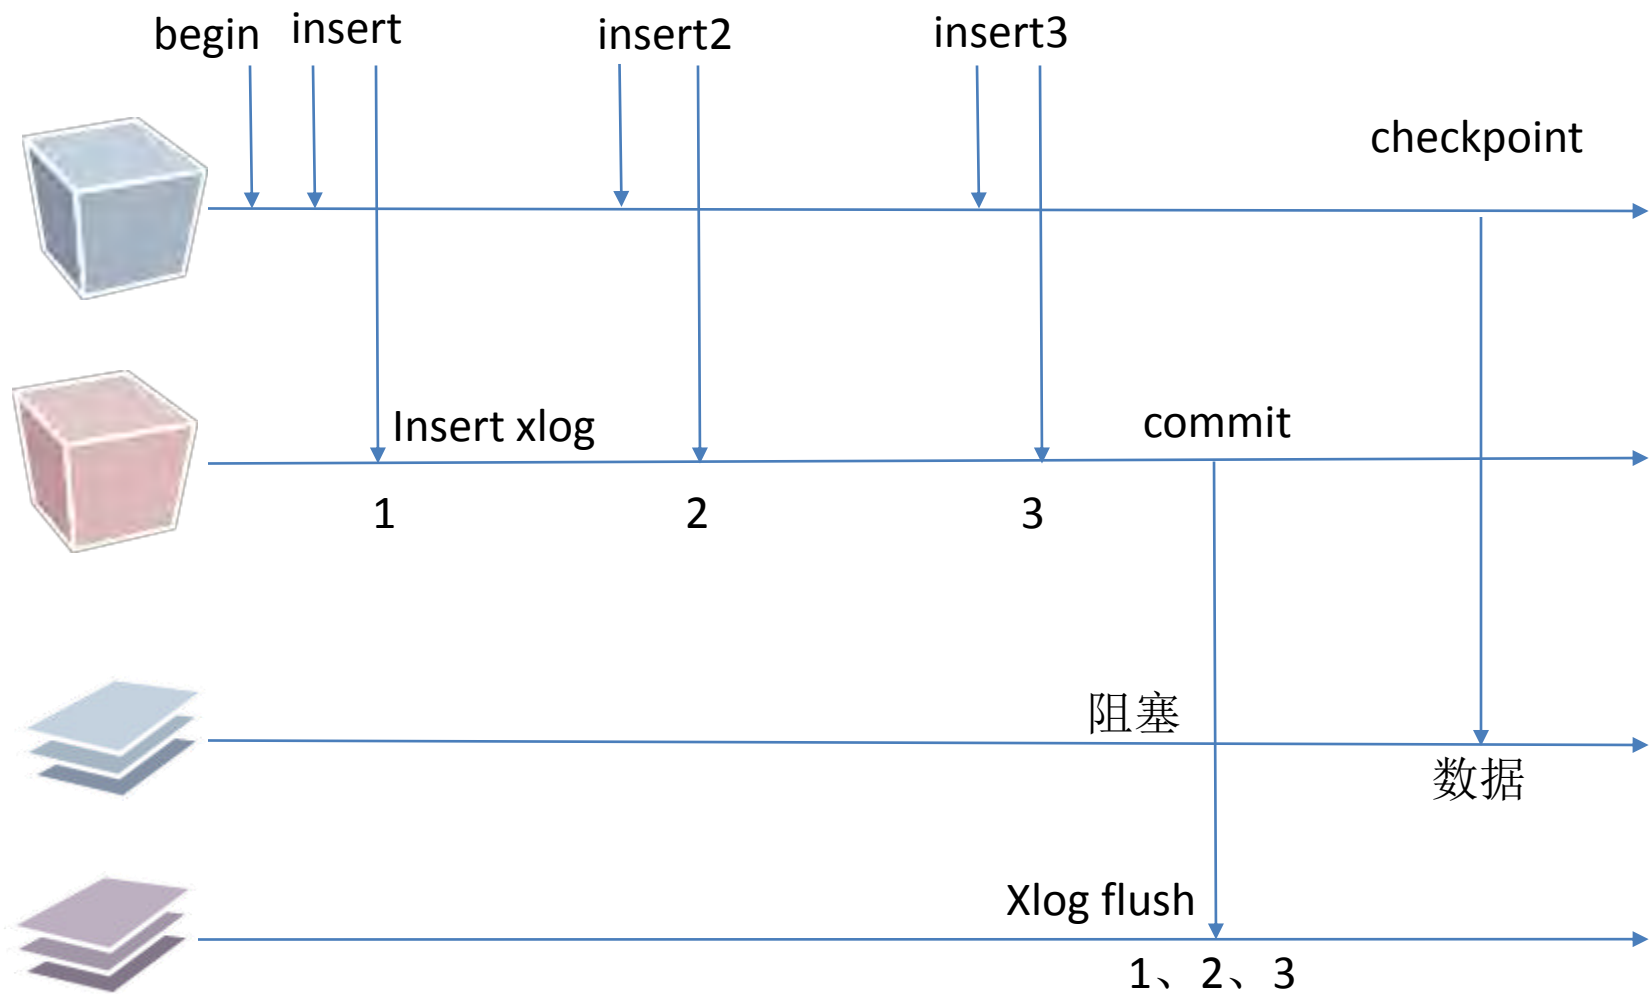 begin insert insert2 insert3
checkpoint
Insert xlog commit
1 2 3
阻塞
数据
Xlog flush
1、2、3